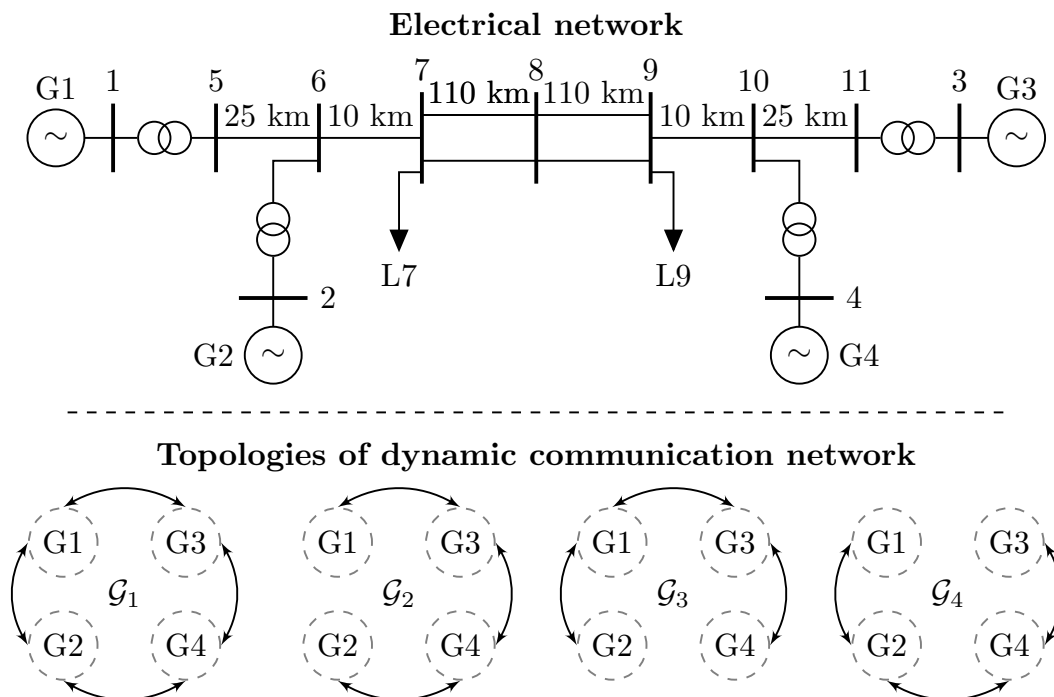 Electrical network
G1 1 5 6 7 8 9 10 11 3 G3
25 km 10 km 110 km 110 km 10 km 25 km
∼ ∼
L7 L9
2 4
G2 ∼ ∼ G4
Topologies of dynamic communication network
G1 G3 G1 G3 G1 G3 G1 G3
𝒢1 𝒢2 𝒢3 𝒢4
G2 G4 G2 G4 G2 G4 G2 G4